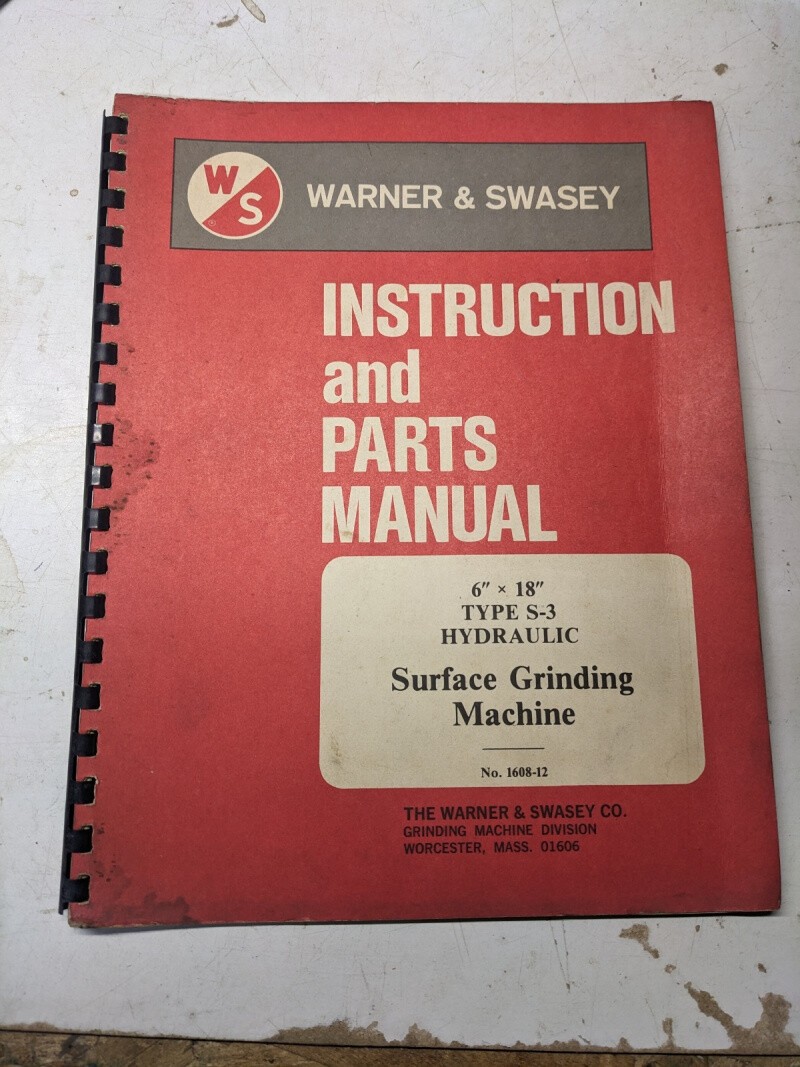 W
S
®
WARNER & SWASEY
INSTRUCTION
and
PARTS
MANUAL
6″ × 18″
TYPE S-3
HYDRAULIC
Surface Grinding
Machine
No. 1608-12
THE WARNER & SWASEY CO.
GRINDING MACHINE DIVISION
WORCESTER, MASS. 01606